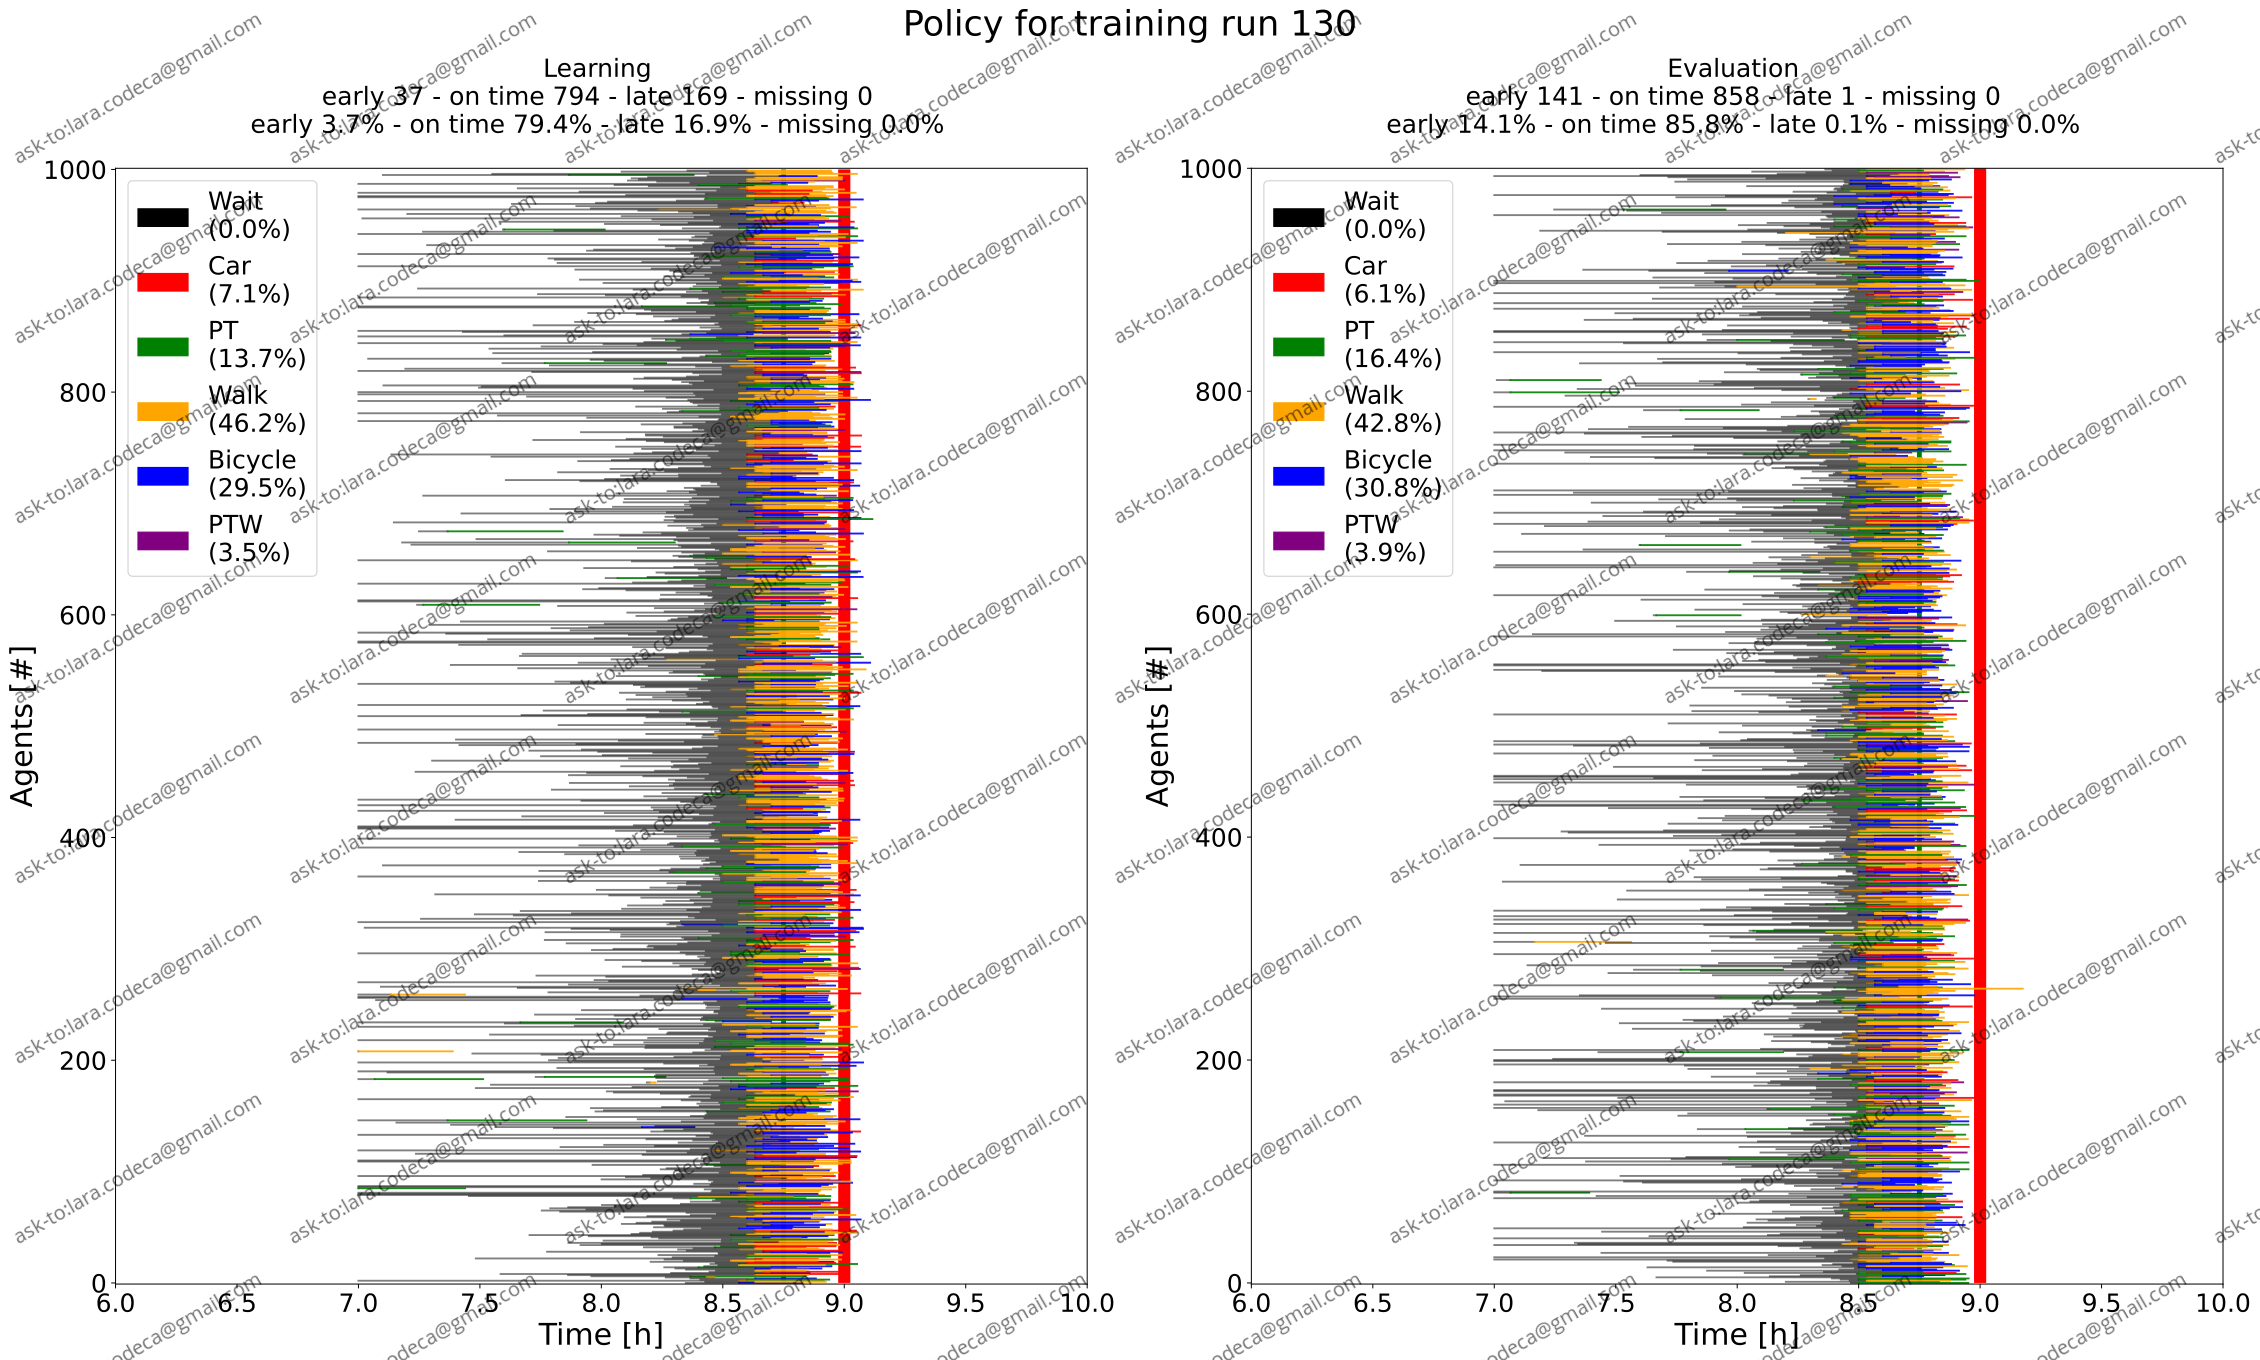 Policy for training run 130
Learning
early 37 - on time 794 - late 169 - missing 0
early 3.7% - on time 79.4% - late 16.9% - missing 0.0%
Agents [#]
1000
800
600
400
200
0
Wait
(0.0%)
Car
(7.1%)
PT
(13.7%)
Walk
(46.2%)
Bicycle
(29.5%)
PTW
(3.5%)
6.0 6.5 7.0 7.5 8.0 8.5 9.0 9.5 10.0
Time [h]
Evaluation
early 141 - on time 858 - late 1 - missing 0
early 14.1% - on time 85.8% - late 0.1% - missing 0.0%
Agents [#]
1000
800
600
400
200
0
Wait
(0.0%)
Car
(6.1%)
PT
(16.4%)
Walk
(42.8%)
Bicycle
(30.8%)
PTW
(3.9%)
6.0 6.5 7.0 7.5 8.0 8.5 9.0 9.5 10.0
Time [h]
ask-to:lara.codeca@gmail.com